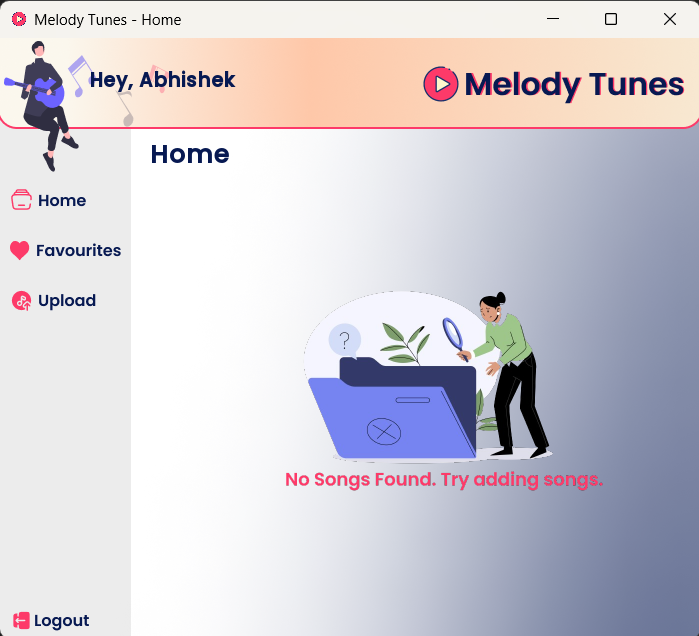 Melody Tunes - Home
Hey, Abhishek
Melody Tunes
Home
Home
Favourites
Upload
?
No Songs Found. Try adding songs.
Logout